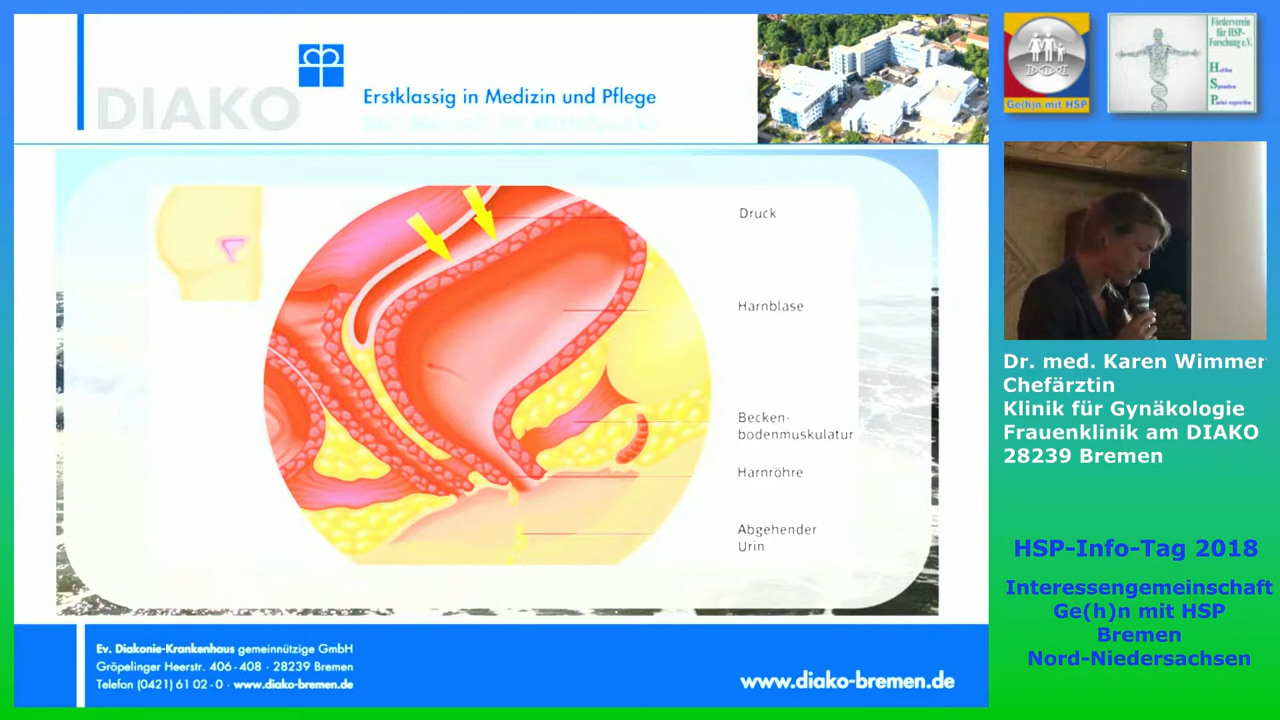 DIAKO
Erstklassig in Medizin und Pflege
Druck
Harnblase
Becken-
bodenmuskulatur
Harnröhre
Abgehender
Urin
Ev. Diakonie-Krankenhaus gemeinnützige GmbH
Gröpelinger Heerstr. 406-408 · 28239 Bremen
Telefon (0421) 61 02-0 · www.diako-bremen.de
www.diako-bremen.de
Ge(h)n mit HSP
Förderverein
für HSP-
Forschung e.V.
Helfen
Spenden
Dr. med. Karen Wimmer
Chefärztin
Klinik für Gynäkologie
Frauenklinik am DIAKO
28239 Bremen
HSP-Info-Tag 2018
Interessengemeinschaft
Ge(h)n mit HSP
Bremen
Nord-Niedersachsen